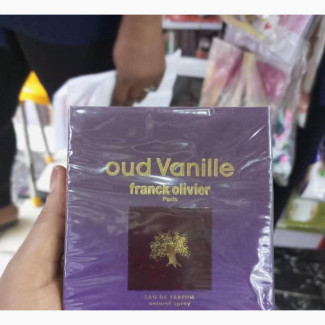 oud Vanille
franck olivier
Paris
EAU DE PARFUM
natural spray